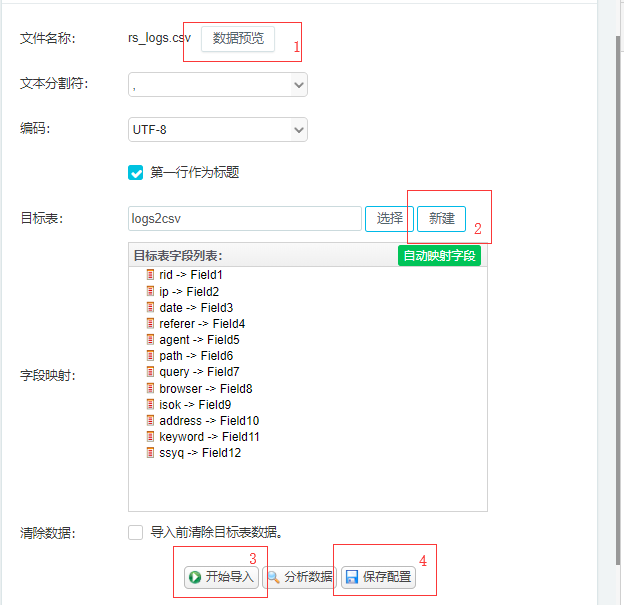 文件名称： rs_logs.csv 数据预览 1
文本分割符： ,
编码： UTF-8
第一行作为标题
目标表： logs2csv 选择 新建 2
目标表字段列表： 自动映射字段
rid -> Field1
ip -> Field2
date -> Field3
referer -> Field4
agent -> Field5
path -> Field6
字段映射：
query -> Field7
browser -> Field8
isok -> Field9
address -> Field10
keyword -> Field11
ssyq -> Field12
清除数据： 导入前清除目标表数据。
3 4
开始导入 分析数据 保存配置